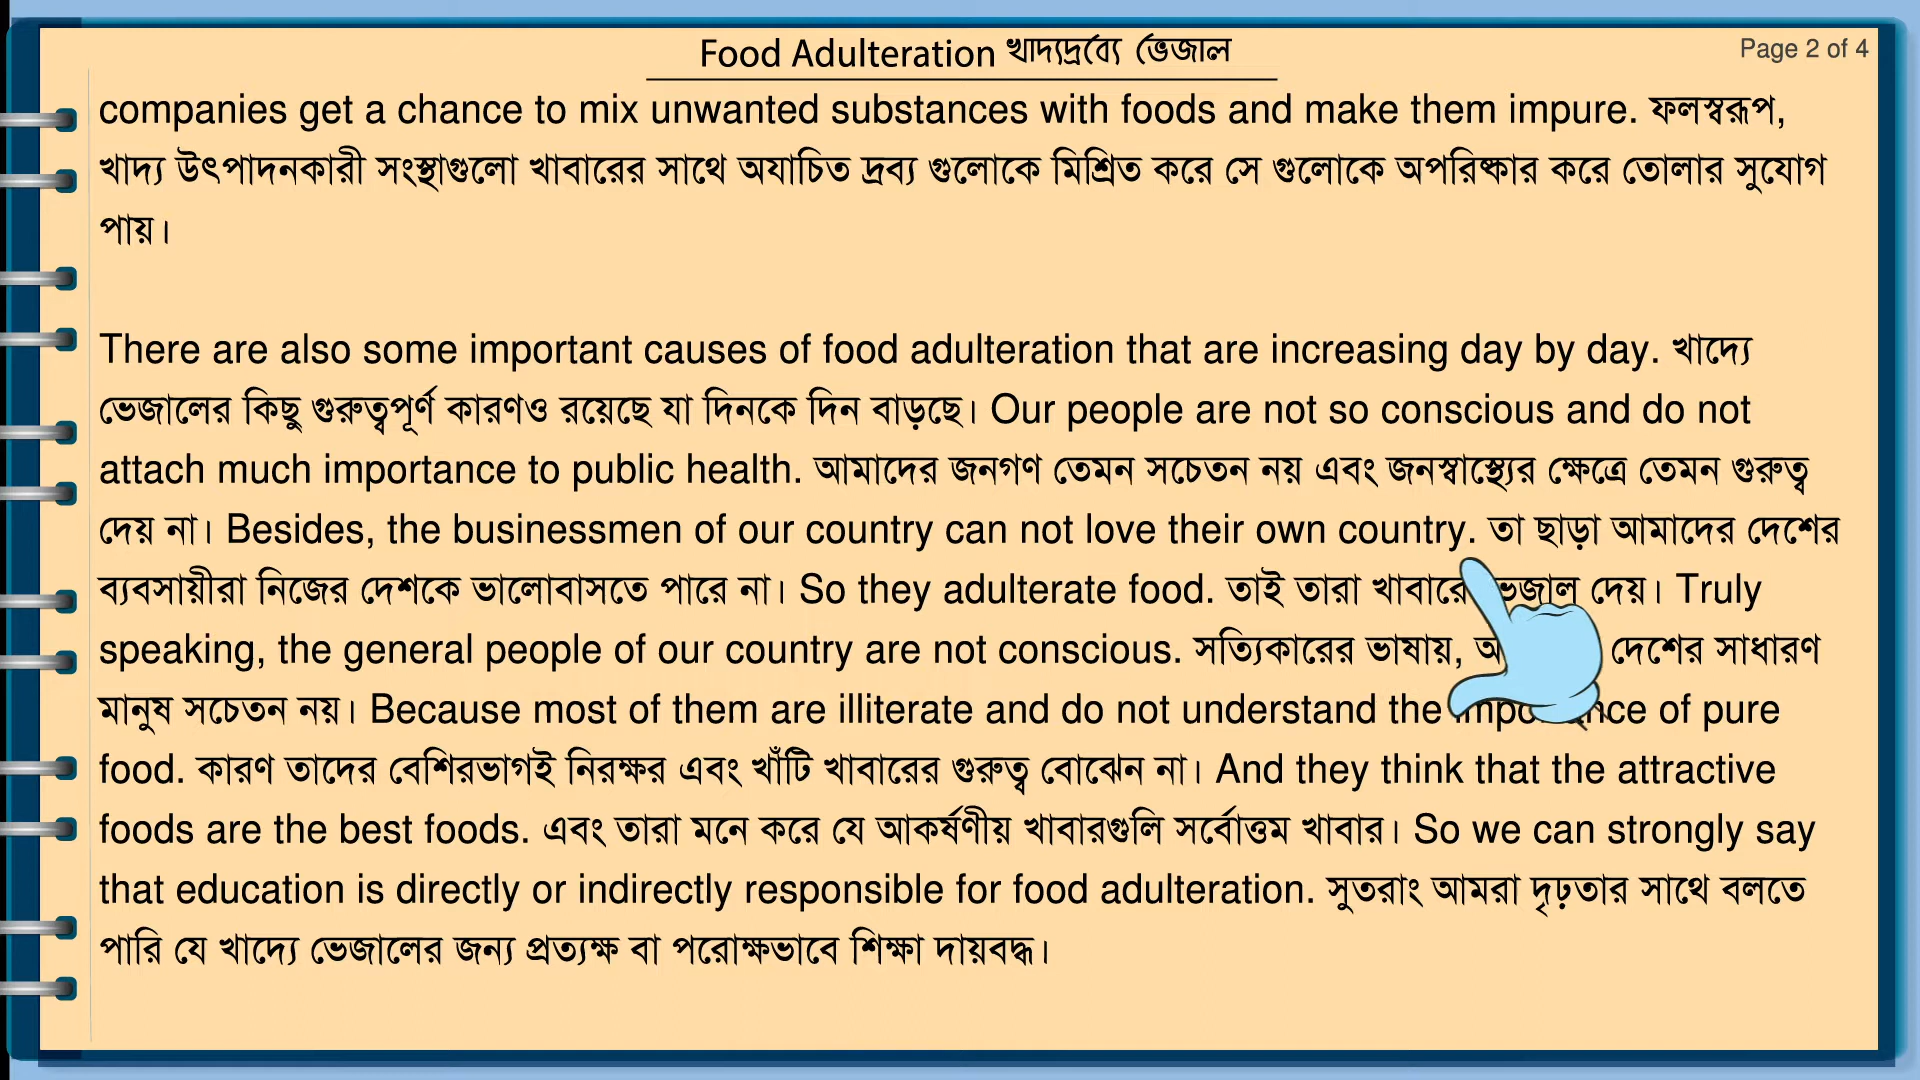 Food Adulteration খাদ্যদ্রব্যে ভেজাল
Page 2 of 4
companies get a chance to mix unwanted substances with foods and make them impure. ফলস্বরূপ,
খাদ্য উৎপাদনকারী সংস্থাগুলো খাবারের সাথে অযাচিত দ্রব্য গুলোকে মিশ্রিত করে সে গুলোকে অপরিষ্কার করে তোলার সুযোগ
পায়।
There are also some important causes of food adulteration that are increasing day by day. খাদ্যে
ভেজালের কিছু গুরুত্বপূর্ণ কারণও রয়েছে যা দিনকে দিন বাড়ছে। Our people are not so conscious and do not
attach much importance to public health. আমাদের জনগণ তেমন সচেতন নয় এবং জনস্বাস্থ্যের ক্ষেত্রে তেমন গুরুত্ব
দেয় না। Besides, the businessmen of our country can not love their own country. তা ছাড়া আমাদের দেশের
ব্যবসায়ীরা নিজের দেশকে ভালোবাসতে পারে না। So they adulterate food. তাই তারা খাবারে ভেজাল দেয়। Truly
speaking, the general people of our country are not conscious. সত্যিকারের ভাষায়, দেশের সাধারণ
মানুষ সচেতন নয়। Because most of them are illiterate and do not understand the importance of pure
food. কারণ তাদের বেশিরভাগই নিরক্ষর এবং খাঁটি খাবারের গুরুত্ব বোঝেন না। And they think that the attractive
foods are the best foods. এবং তারা মনে করে যে আকর্ষণীয় খাবারগুলি সর্বোত্তম খাবার। So we can strongly say
that education is directly or indirectly responsible for food adulteration. সুতরাং আমরা দৃঢ়তার সাথে বলতে
পারি যে খাদ্যে ভেজালের জন্য প্রত্যক্ষ বা পরোক্ষভাবে শিক্ষা দায়বদ্ধ।